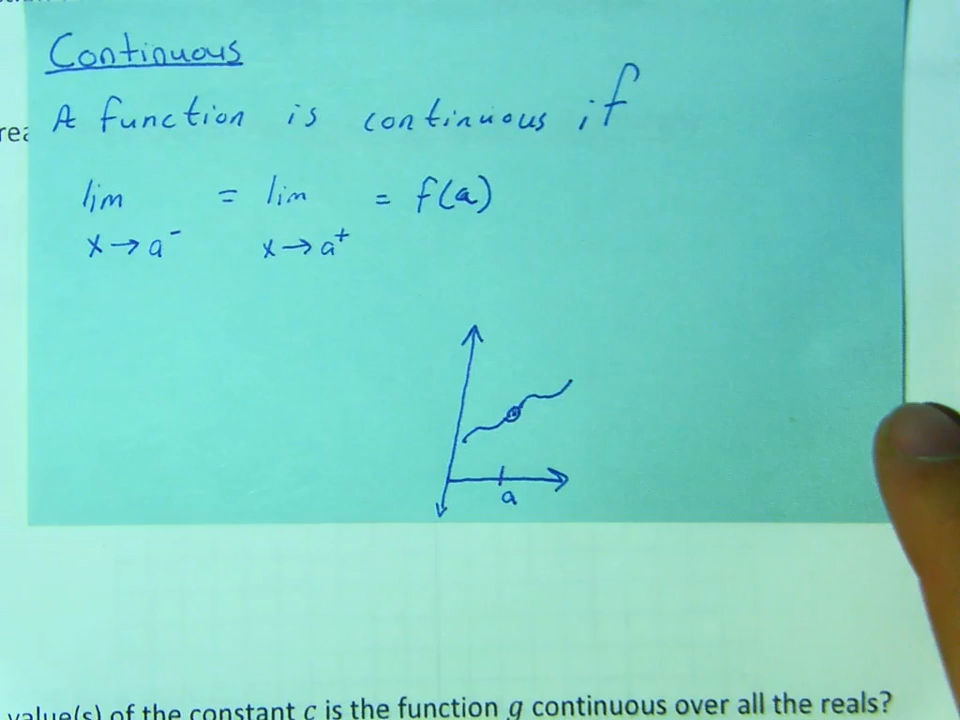 Continuous
A function is continuous if
lim = lim = f(a)
x→a⁻ x→a⁺
a
value(s) of the constant c is the function g continuous over all the reals?